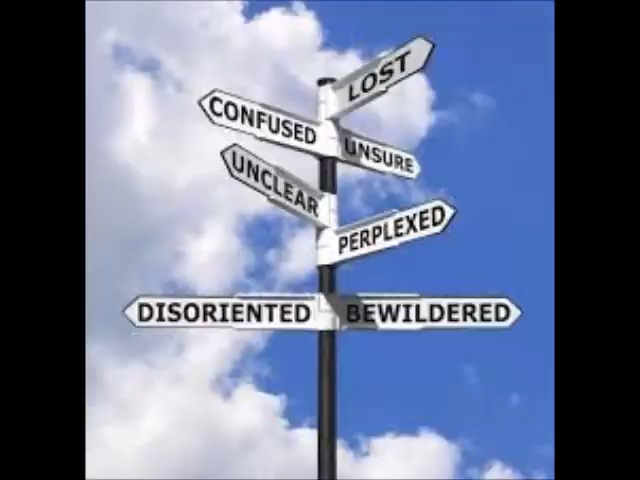 LOST
CONFUSED
UNSURE
UNCLEAR
PERPLEXED
DISORIENTED
BEWILDERED